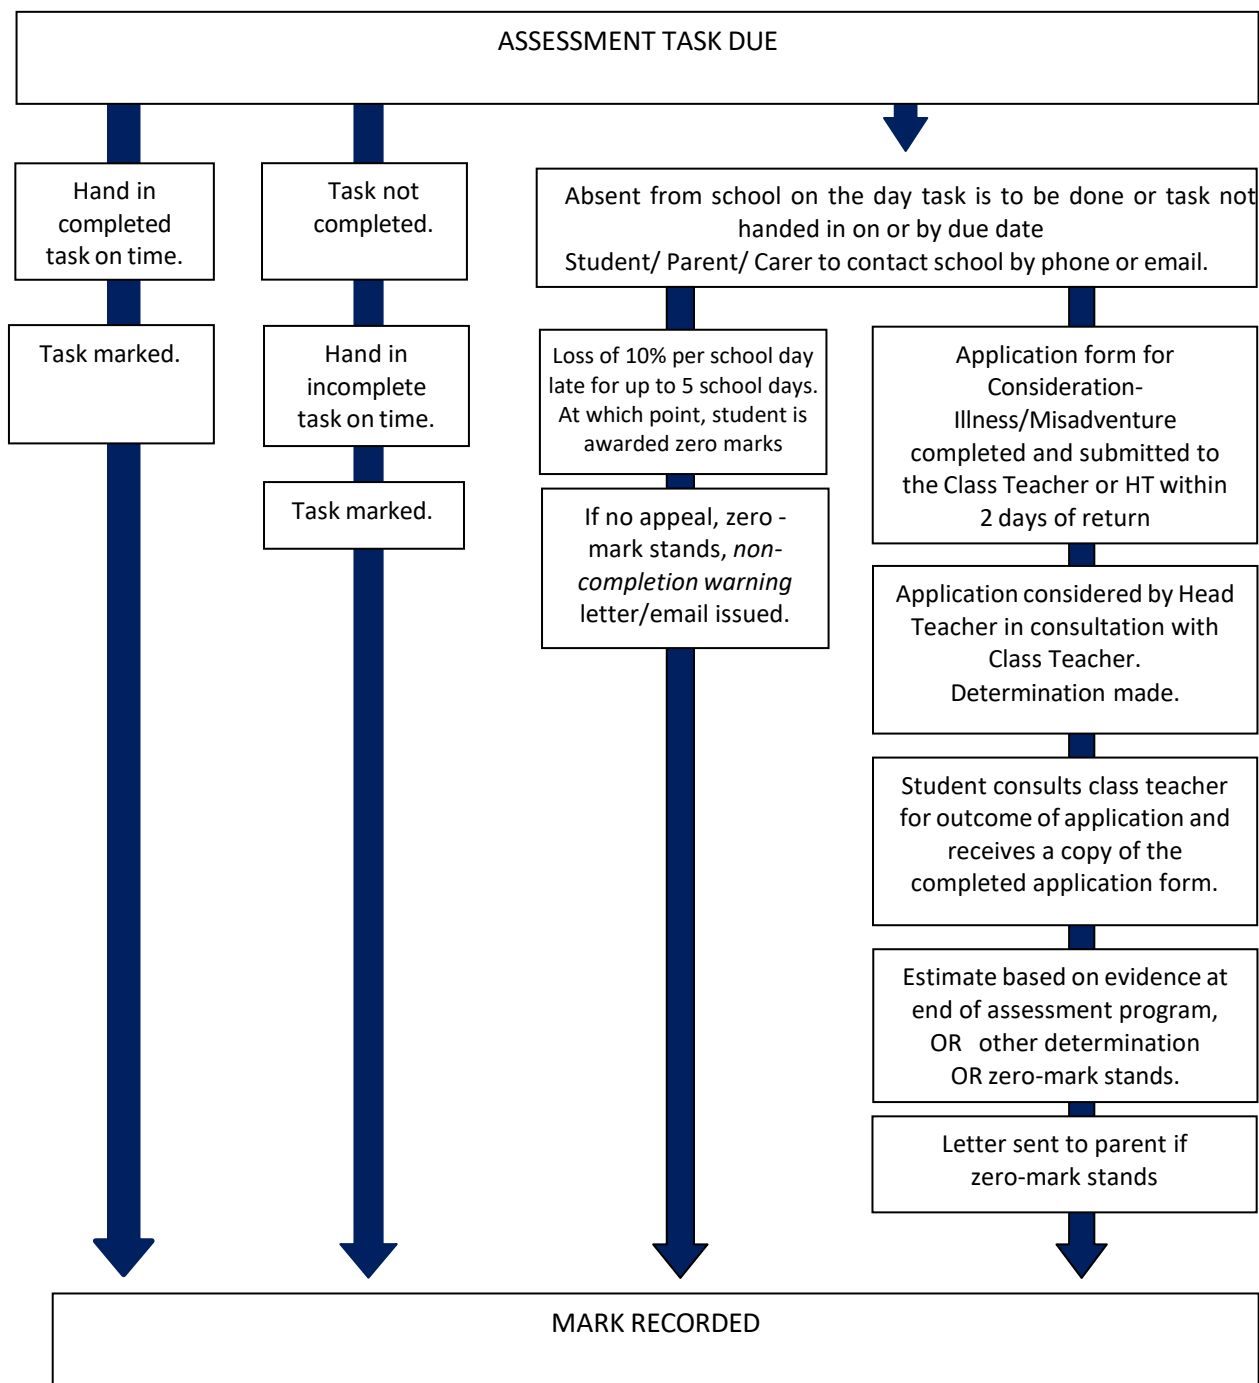 ASSESSMENT TASK DUE
Hand in
completed
task on time.
Task marked.
Task not
completed.
Hand in
incomplete
task on time.
Task marked.
Absent from school on the day task is to be done or task not
handed in on or by due date
Student/ Parent/ Carer to contact school by phone or email.
Loss of 10% per school day
late for up to 5 school days.
At which point, student is
awarded zero marks
If no appeal, zero -
mark stands, non-
completion warning
letter/email issued.
Application form for
Consideration-
Illness/Misadventure
completed and submitted to
the Class Teacher or HT within
2 days of return
Application considered by Head
Teacher in consultation with
Class Teacher.
Determination made.
Student consults class teacher
for outcome of application and
receives a copy of the
completed application form.
Estimate based on evidence at
end of assessment program,
OR other determination
OR zero-mark stands.
Letter sent to parent if
zero-mark stands
MARK RECORDED